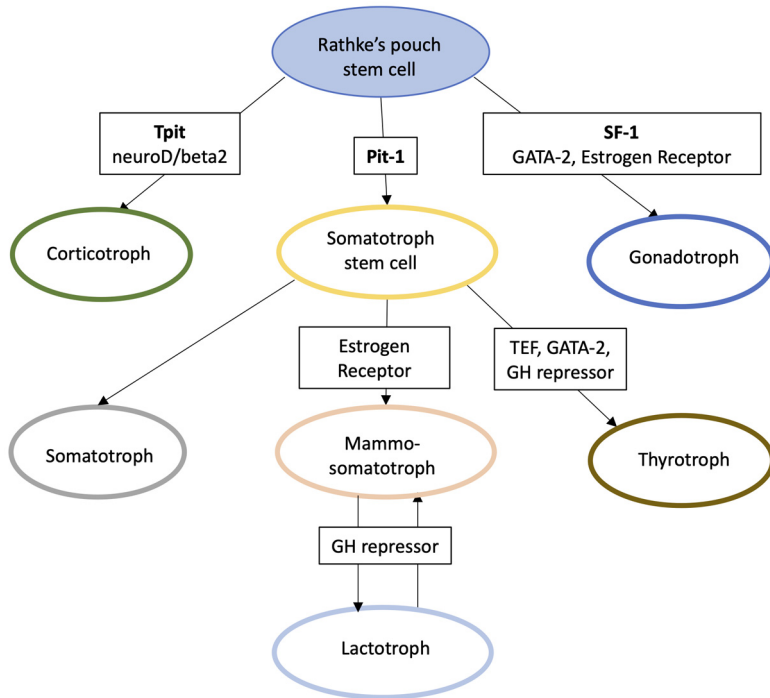 Rathke's pouch
stem cell
Tpit
neuroD/beta2
Pit-1
SF-1
GATA-2, Estrogen Receptor
Corticotroph
Somatotroph
stem cell
Gonadotroph
Estrogen
Receptor
TEF, GATA-2,
GH repressor
Somatotroph
Mammo-
somatotroph
Thyrotroph
GH repressor
Lactotroph